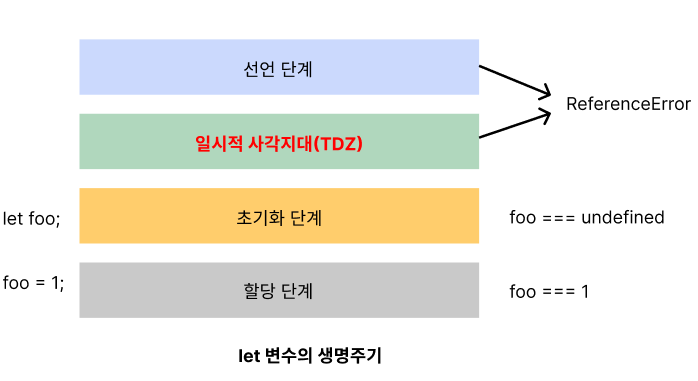 선언 단계
ReferenceError
일시적 사각지대(TDZ)
let foo;
초기화 단계
foo === undefined
foo = 1;
할당 단계
foo === 1
let 변수의 생명주기